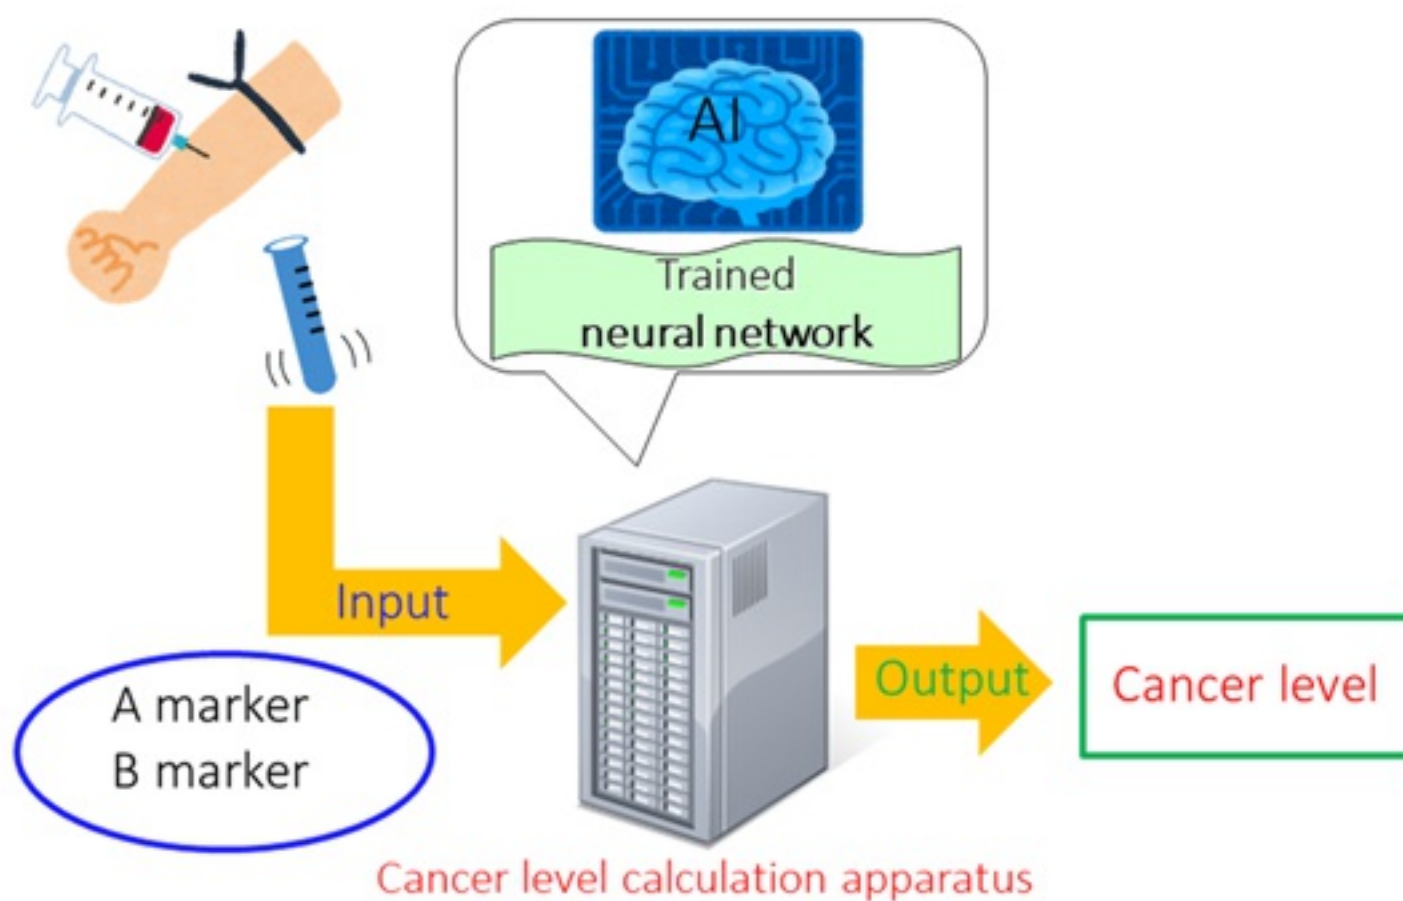 AI
Trained
neural network
Input
A marker
B marker
Output
Cancer level
Cancer level calculation apparatus